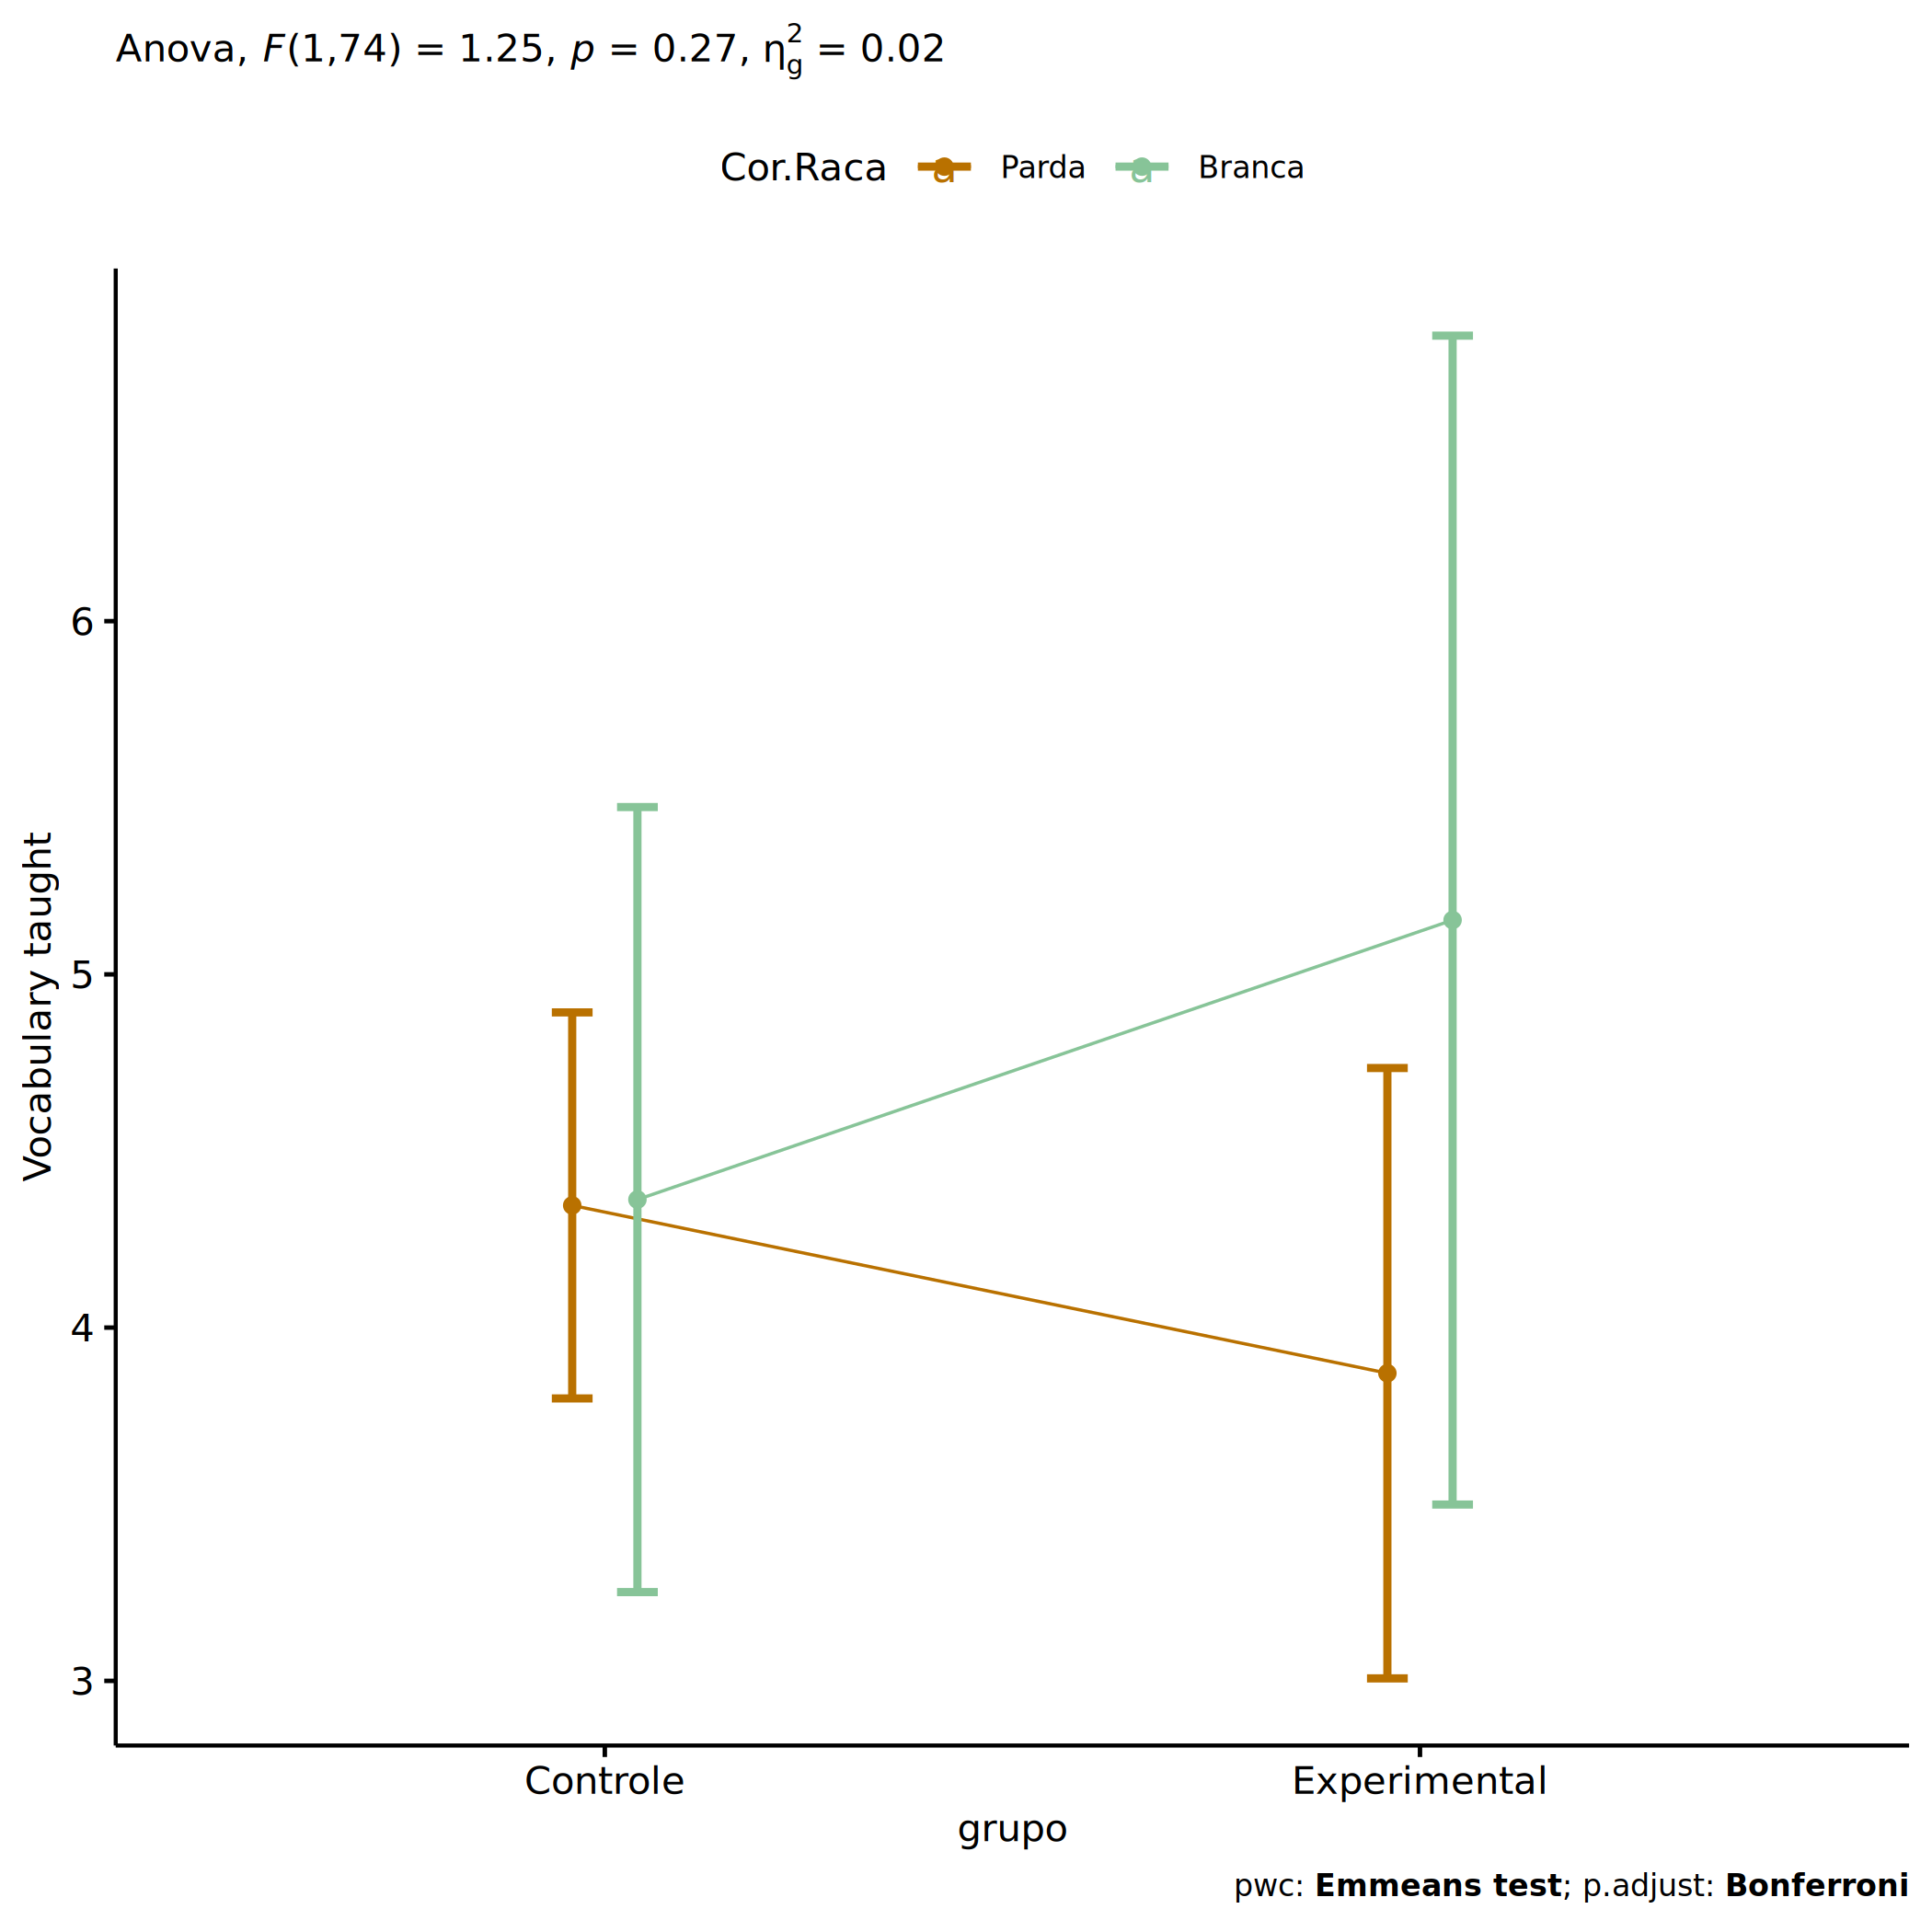 Anova, F(1,74) = 1.25, p = 0.27, η²g = 0.02
Cor.Raca a Parda a Branca
Vocabulary taught
6
5
4
3
Controle Experimental
grupo
pwc: Emmeans test; p.adjust: Bonferroni